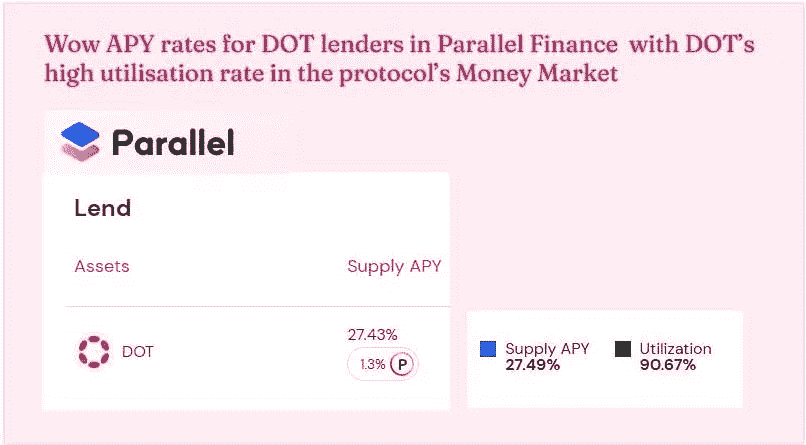 Wow APY rates for DOT lenders in Parallel Finance with DOT's
high utilisation rate in the protocol's Money Market
Parallel
Lend
Assets Supply APY
27.43%
DOT
1.3% P
Supply APY Utilization
27.49% 90.67%